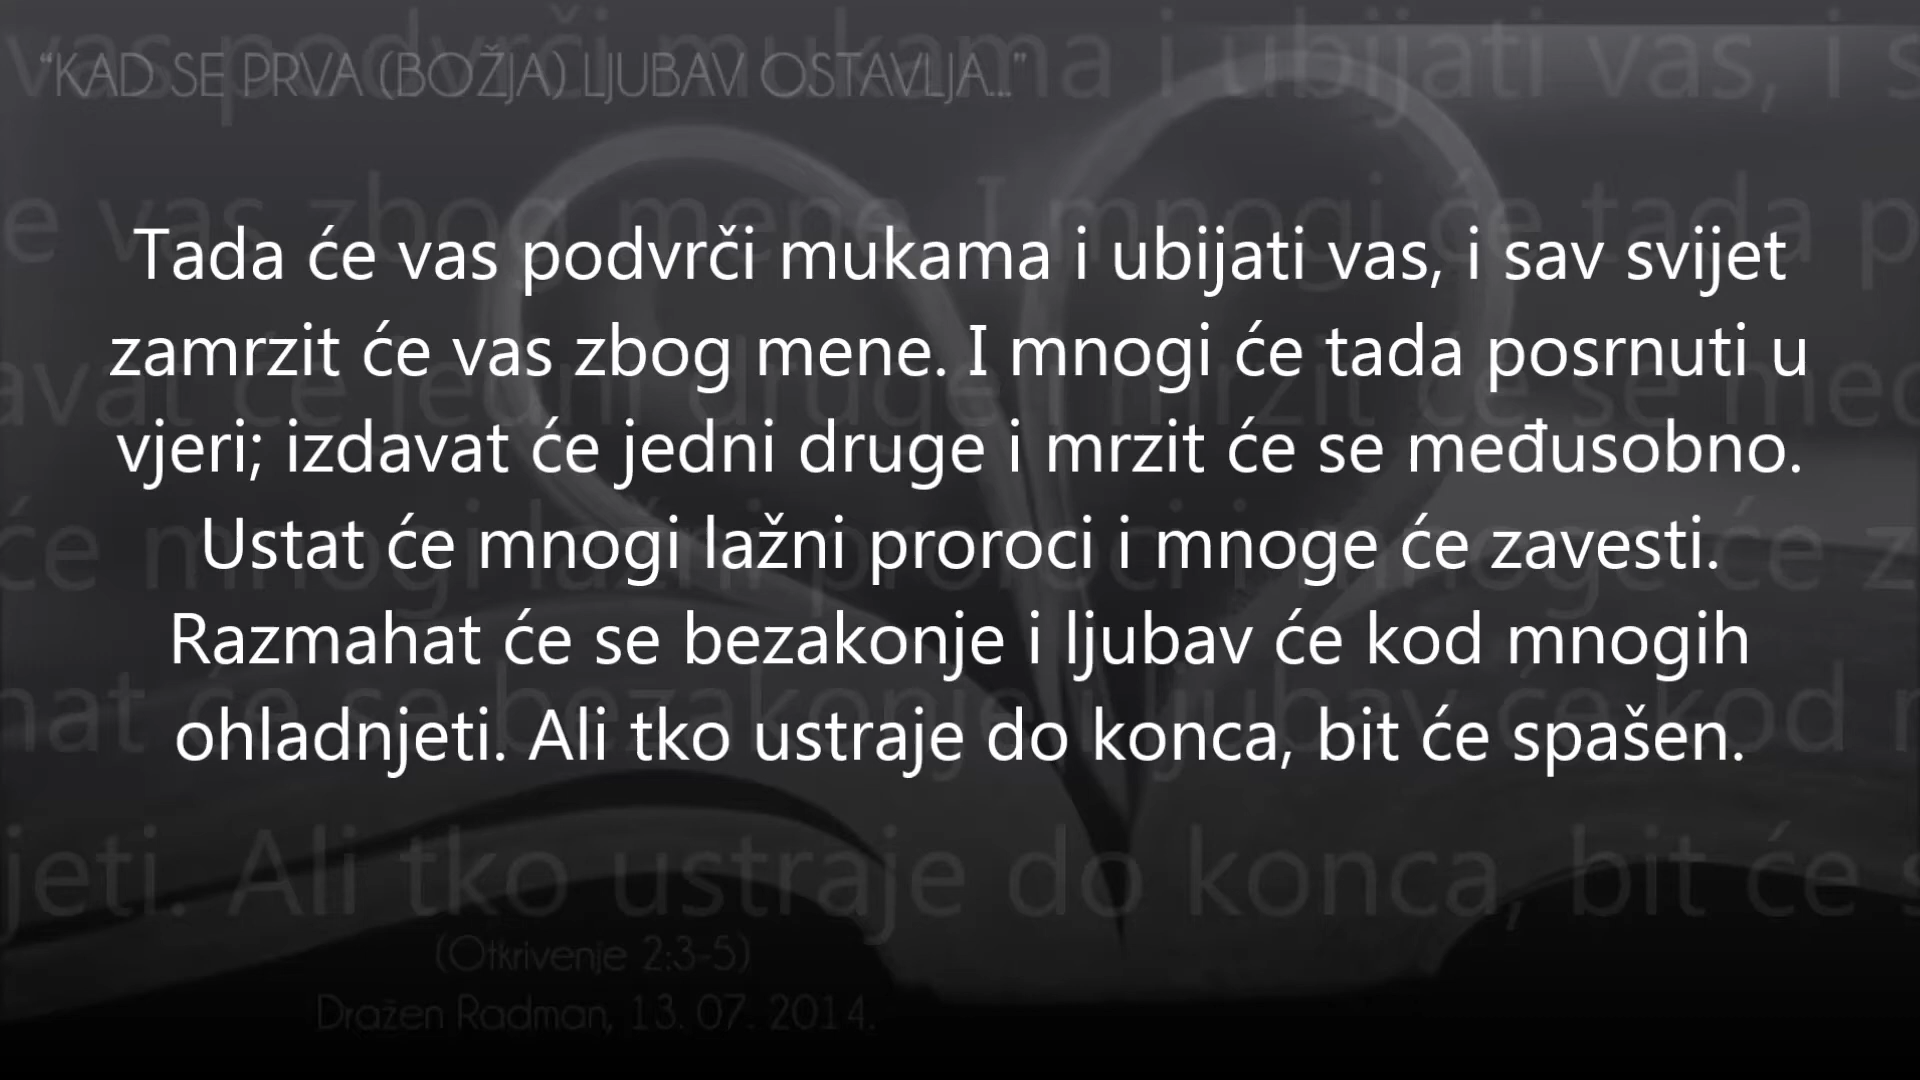 “KAD SE PRVA (BOŽJA) LJUBAV OSTAVLJA...”
Tada će vas podvrči mukama i ubijati vas, i sav svijet
zamrzit će vas zbog mene. I mnogi će tada posrnuti u
vjeri; izdavat će jedni druge i mrzit će se međusobno.
Ustat će mnogi lažni proroci i mnoge će zavesti.
Razmahat će se bezakonje i ljubav će kod mnogih
ohladnjeti. Ali tko ustraje do konca, bit će spašen.
(Otkrivenje 2:3-5)
Dražen Radman, 13. 07. 2014.